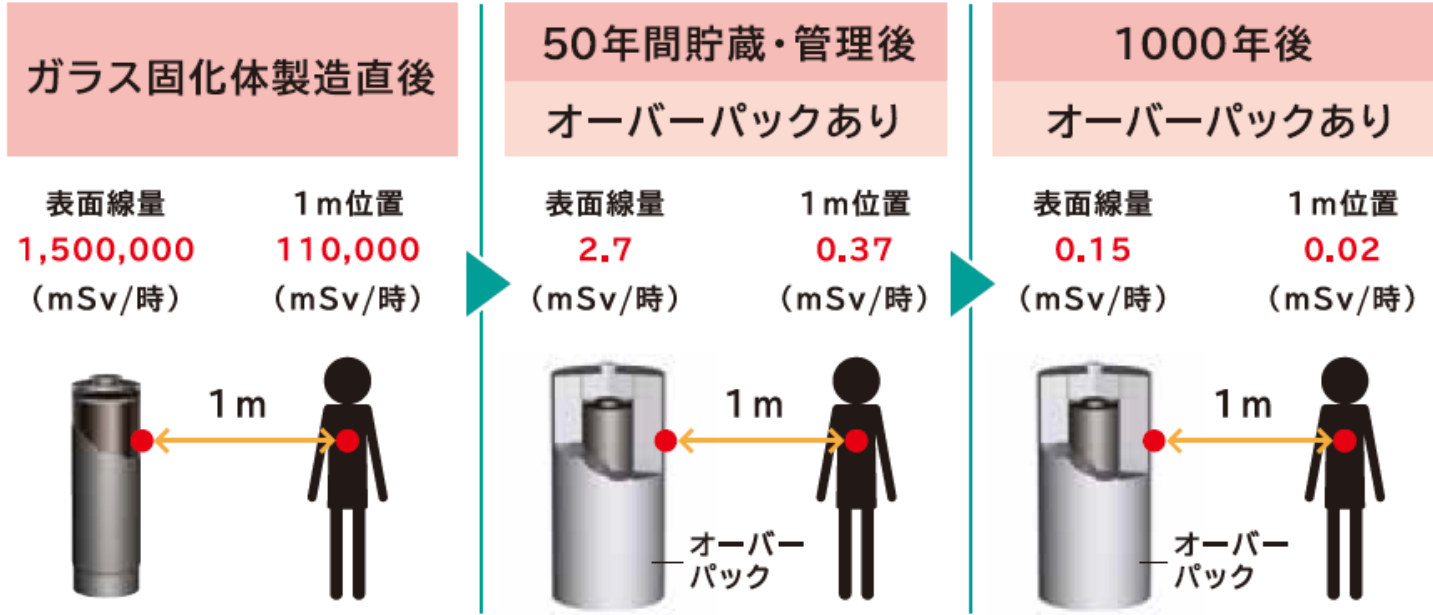 ガラス固化体製造直後
表面線量
1m位置
1,500,000
110,000
(mSv/時)
(mSv/時)
1m
50年間貯蔵・管理後
オーバーパックあり
表面線量
1m位置
2.7
0.37
(mSv/時)
(mSv/時)
1m
オーバー
パック
1000年後
オーバーパックあり
表面線量
1m位置
0.15
0.02
(mSv/時)
(mSv/時)
1m
オーバー
パック